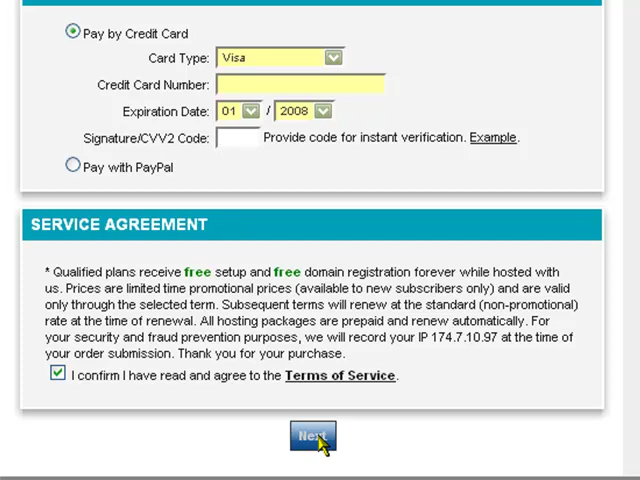 Pay by Credit Card
Card Type: Visa
Credit Card Number:
Expiration Date: 01 / 2008
Signature/CVV2 Code: Provide code for instant verification. Example.
Pay with PayPal
SERVICE AGREEMENT
* Qualified plans receive free setup and free domain registration forever while hosted with
us. Prices are limited time promotional prices (available to new subscribers only) and are valid
only through the selected term. Subsequent terms will renew at the standard (non-promotional)
rate at the time of renewal. All hosting packages are prepaid and renew automatically. For
your security and fraud prevention purposes, we will record your IP 174.7.10.97 at the time of
your order submission. Thank you for your purchase.
I confirm I have read and agree to the Terms of Service.
Next